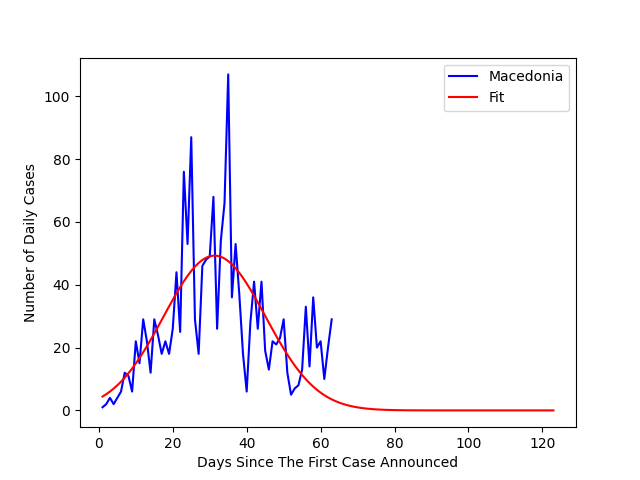 Macedonia
Fit
Number of Daily Cases
100
80
60
40
20
0
0 20 40 60 80 100 120
Days Since The First Case Announced